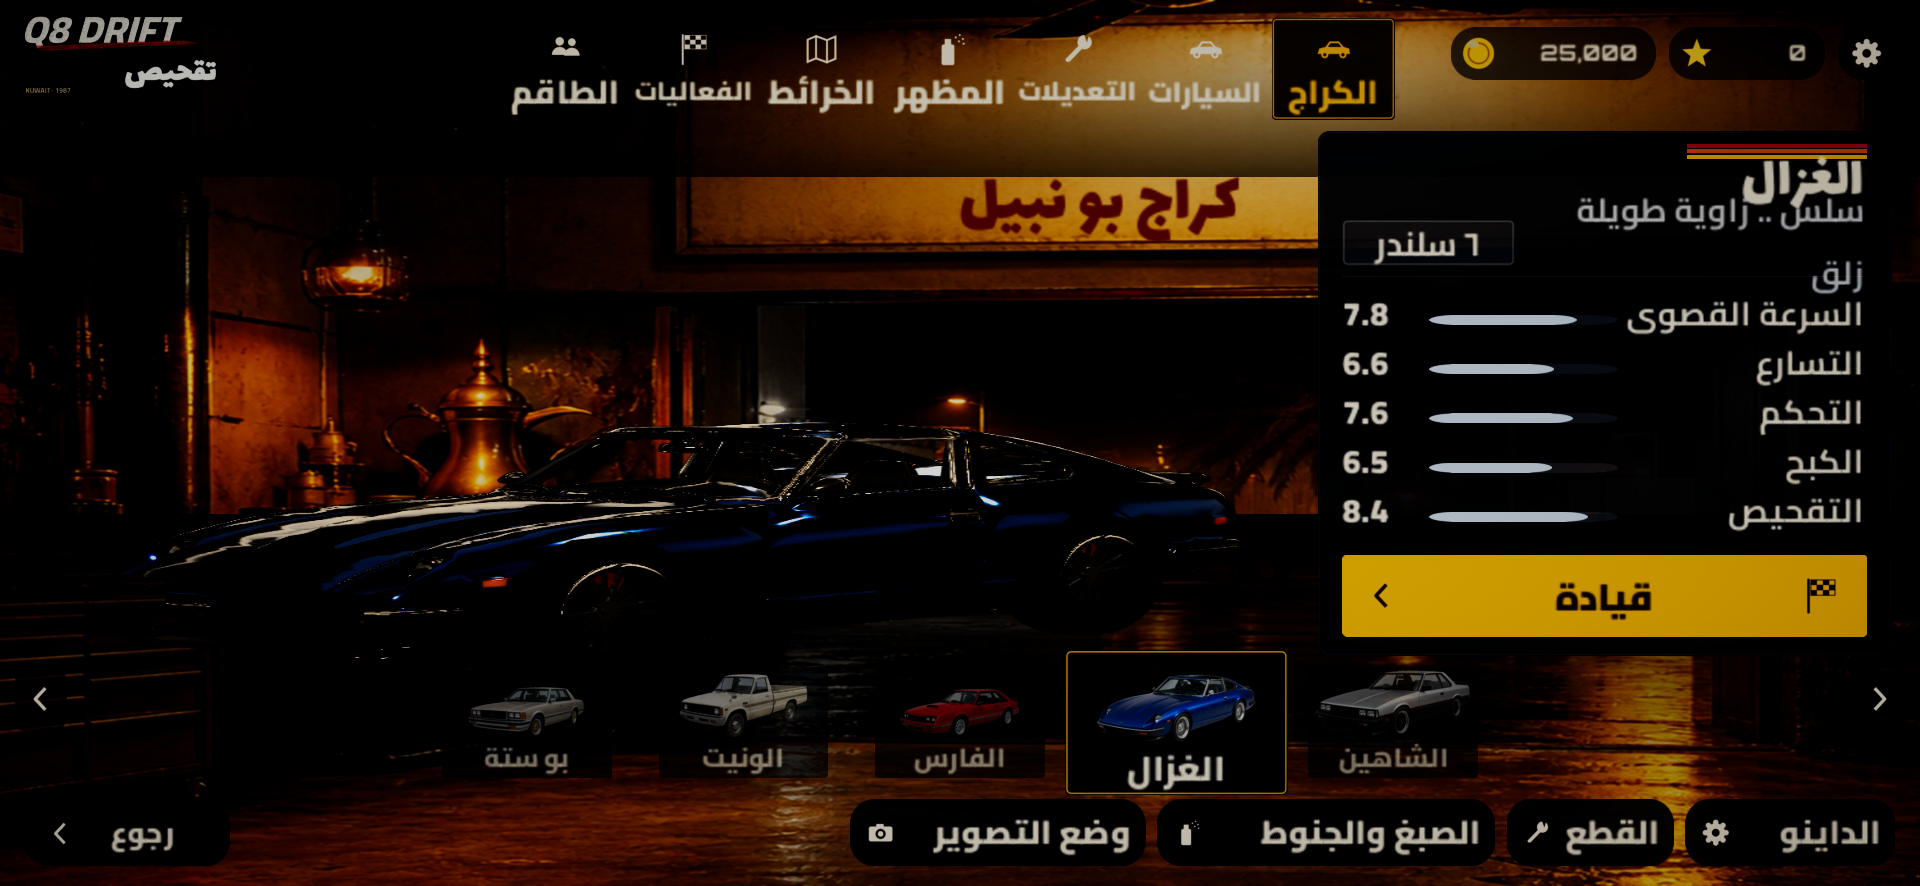 Q8 DRIFT
تقحيص
KUWAIT · 1987
الكراج
السيارات
التعديلات
المظهر
الخرائط
الفعاليات
الطاقم
25,000
0
كراج بو نبيل
الغزال
سلس .. زاوية طويلة
٦ سلندر
زلق
السرعة القصوى 7.8
التسارع 6.6
التحكم 7.6
الكبح 6.5
التقحيص 8.4
قيادة
الشاهين
الغزال
الفارس
الونيت
بو ستة
الداينو
القطع
الصبغ والجنوط
وضع التصوير
رجوع